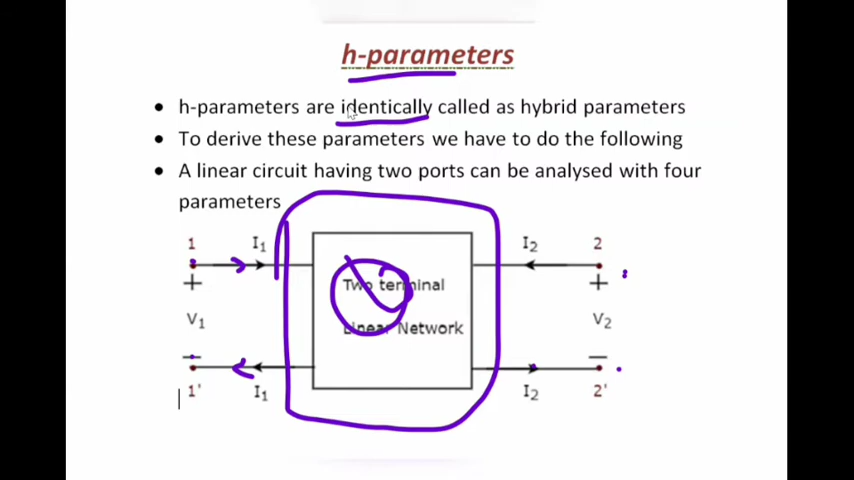 h-parameters
h-parameters are identically called as hybrid parameters
To derive these parameters we have to do the following
A linear circuit having two ports can be analysed with four
parameters
1 I₁ I₂ 2
+ Two terminal +
V₁ Linear Network V₂
1' I₁ I₂ 2'